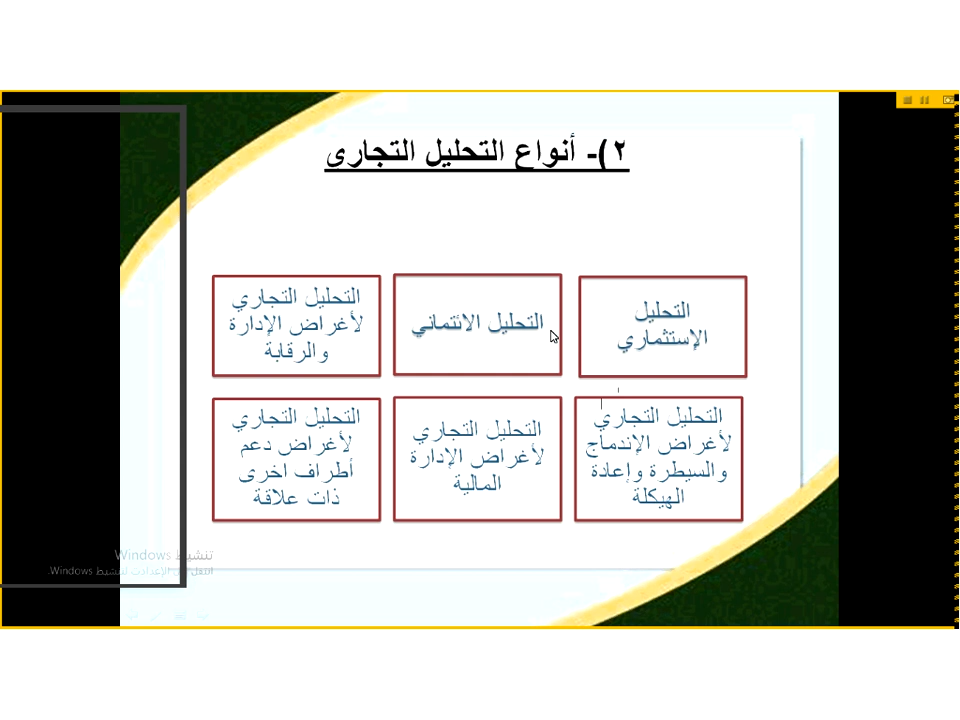 ٢)- أنواع التحليل التجارى
التحليل
الإستثماري
التحليل الائتماني
التحليل التجاري
لأغراض الإدارة
والرقابة
التحليل التجاري
لأغراض الإندماج
والسيطرة وإعادة
الهيكلة
التحليل التجاري
لأغراض الإدارة
المالية
التحليل التجاري
لأغراض دعم
أطراف اخرى
ذات علاقة
تنشيط Windows
انتقل إلى الإعدادات لتنشيط Windows.